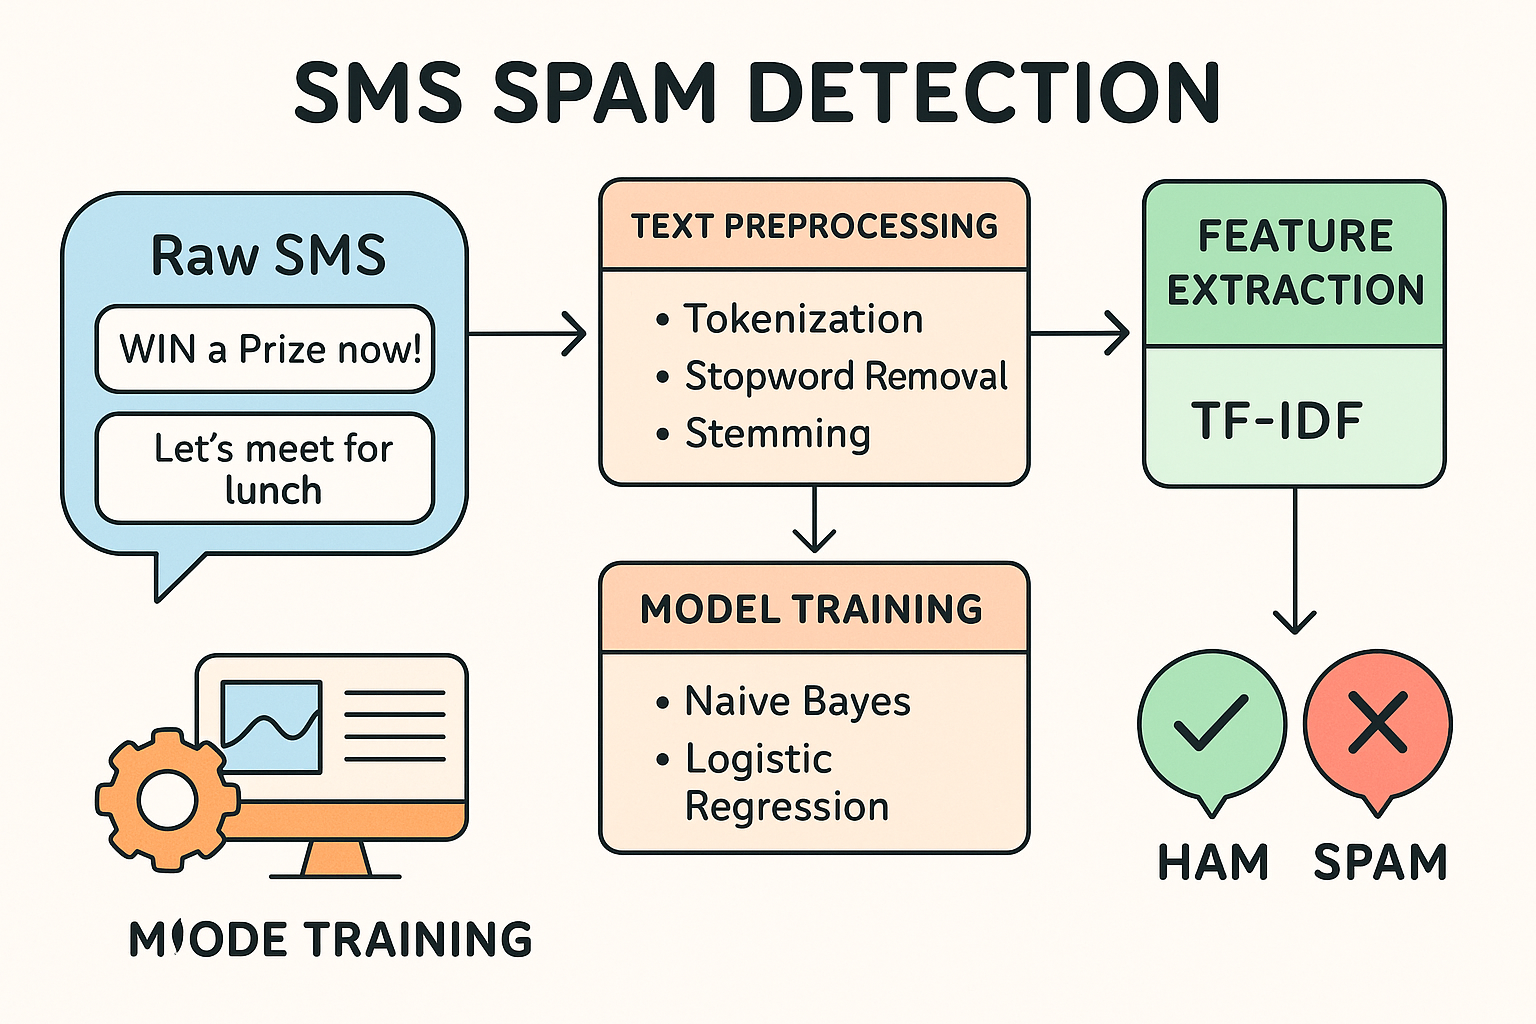 SMS SPAM DETECTION
Raw SMS
WIN a Prize now!
Let's meet for
lunch
TEXT PREPROCESSING
• Tokenization
• Stopword Removal
• Stemming
FEATURE
EXTRACTION
TF-IDF
MODEL TRAINING
• Naive Bayes
• Logistic
Regression
HAM
SPAM
MODE TRAINING